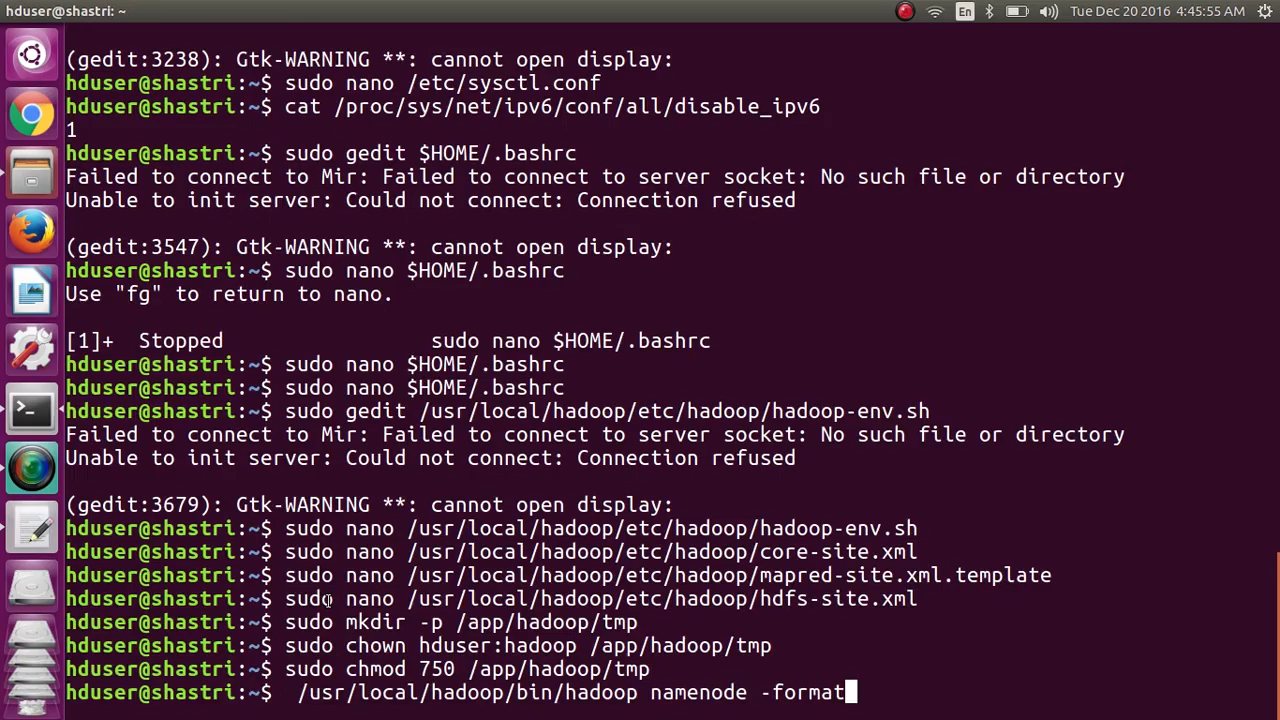 hduser@shastri: ~
En
Tue Dec 20 2016 4:45:55 AM
(gedit:3238): Gtk-WARNING **: cannot open display:
hduser@shastri:~$ sudo nano /etc/sysctl.conf
hduser@shastri:~$ cat /proc/sys/net/ipv6/conf/all/disable_ipv6
1
hduser@shastri:~$ sudo gedit $HOME/.bashrc
Failed to connect to Mir: Failed to connect to server socket: No such file or directory
Unable to init server: Could not connect: Connection refused
(gedit:3547): Gtk-WARNING **: cannot open display:
hduser@shastri:~$ sudo nano $HOME/.bashrc
Use "fg" to return to nano.
[1]+  Stopped                 sudo nano $HOME/.bashrc
hduser@shastri:~$ sudo nano $HOME/.bashrc
hduser@shastri:~$ sudo nano $HOME/.bashrc
hduser@shastri:~$ sudo gedit /usr/local/hadoop/etc/hadoop/hadoop-env.sh
Failed to connect to Mir: Failed to connect to server socket: No such file or directory
Unable to init server: Could not connect: Connection refused
(gedit:3679): Gtk-WARNING **: cannot open display:
hduser@shastri:~$ sudo nano /usr/local/hadoop/etc/hadoop/hadoop-env.sh
hduser@shastri:~$ sudo nano /usr/local/hadoop/etc/hadoop/core-site.xml
hduser@shastri:~$ sudo nano /usr/local/hadoop/etc/hadoop/mapred-site.xml.template
hduser@shastri:~$ sudo nano /usr/local/hadoop/etc/hadoop/hdfs-site.xml
hduser@shastri:~$ sudo mkdir -p /app/hadoop/tmp
hduser@shastri:~$ sudo chown hduser:hadoop /app/hadoop/tmp
hduser@shastri:~$ sudo chmod 750 /app/hadoop/tmp
hduser@shastri:~$  /usr/local/hadoop/bin/hadoop namenode -format